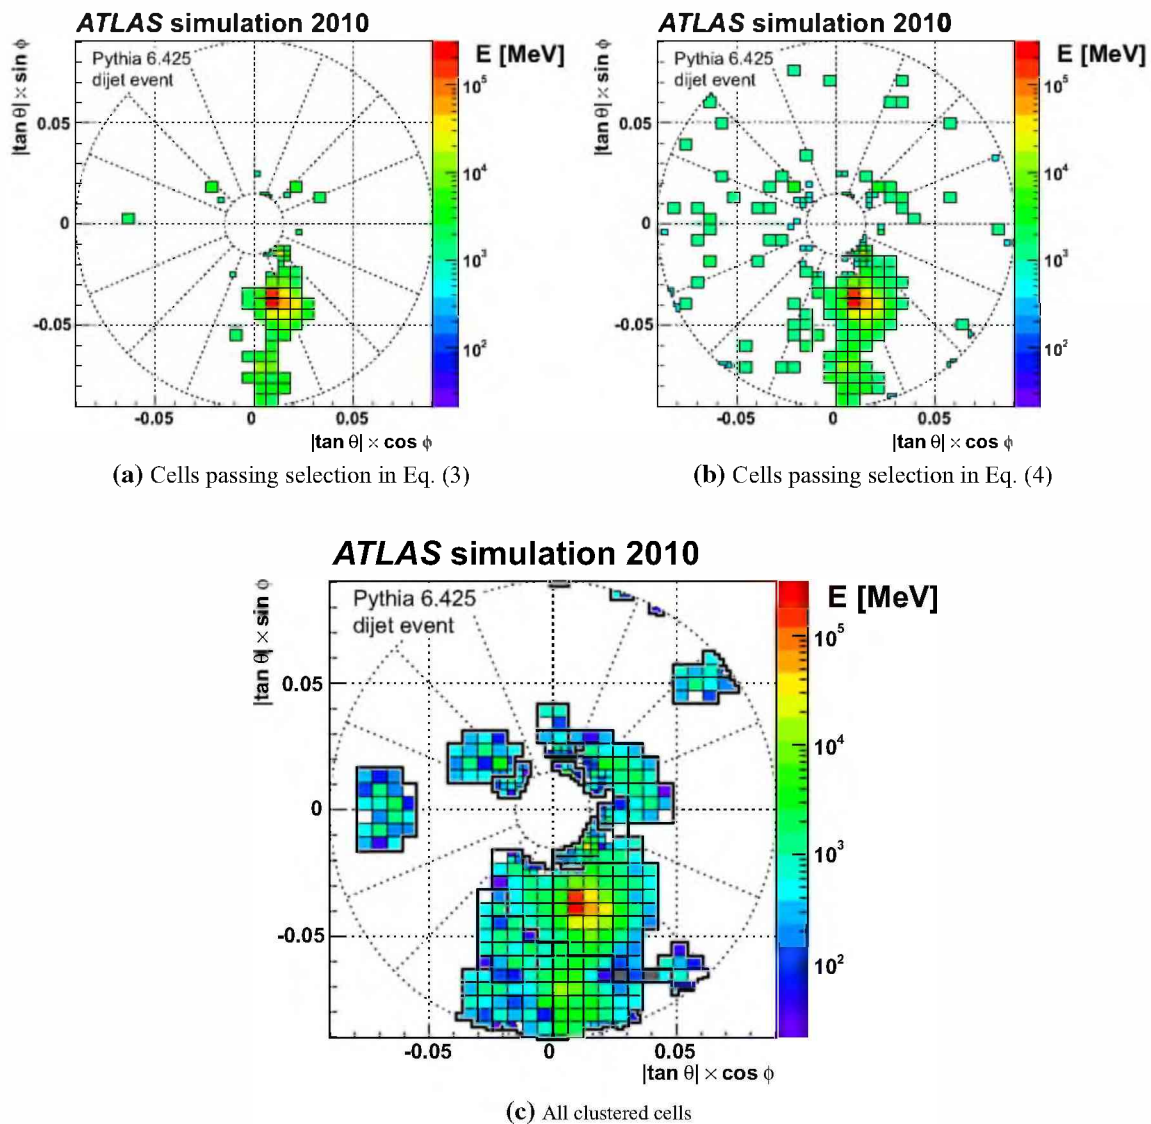 ATLAS simulation 2010
Pythia 6.425
dijet event
E [MeV]
|tan θ| × sin ϕ
0.05
0
-0.05
10⁵
10⁴
10³
10²
-0.05
0
0.05
|tan θ| × cos ϕ
(a) Cells passing selection in Eq. (3)
ATLAS simulation 2010
Pythia 6.425
dijet event
E [MeV]
|tan θ| × sin ϕ
0.05
0
-0.05
10⁵
10⁴
10³
10²
-0.05
0
0.05
|tan θ| × cos ϕ
(b) Cells passing selection in Eq. (4)
ATLAS simulation 2010
Pythia 6.425
dijet event
E [MeV]
|tan θ| × sin ϕ
0.05
0
-0.05
10⁵
10⁴
10³
10²
-0.05
0
0.05
|tan θ| × cos ϕ
(c) All clustered cells